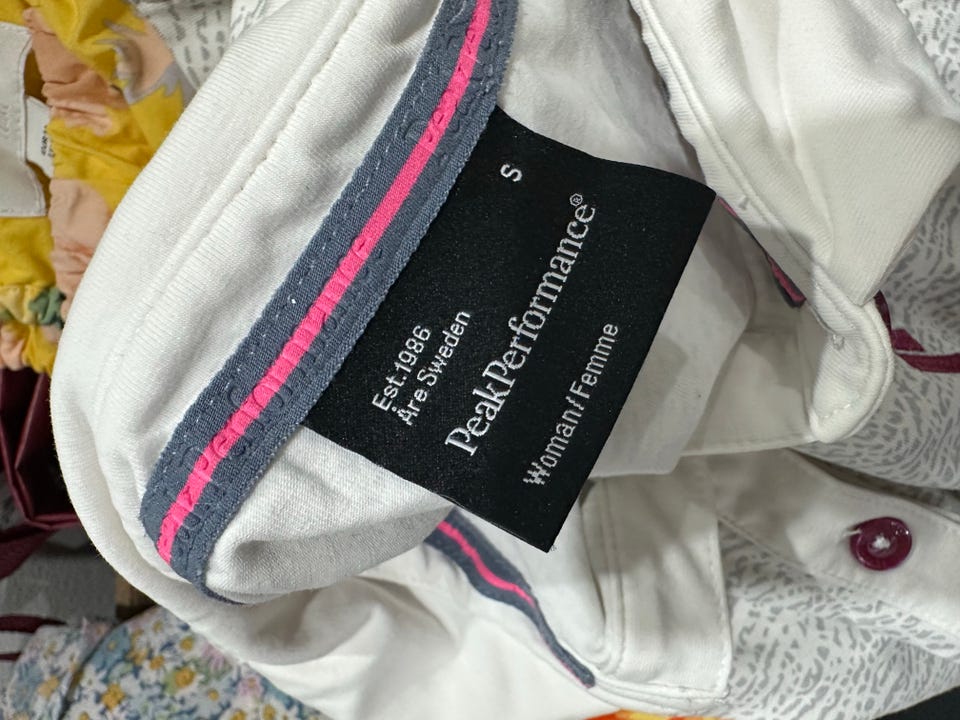 Est.1986
Åre Sweden
PeakPerformance®
Woman/Femme
S